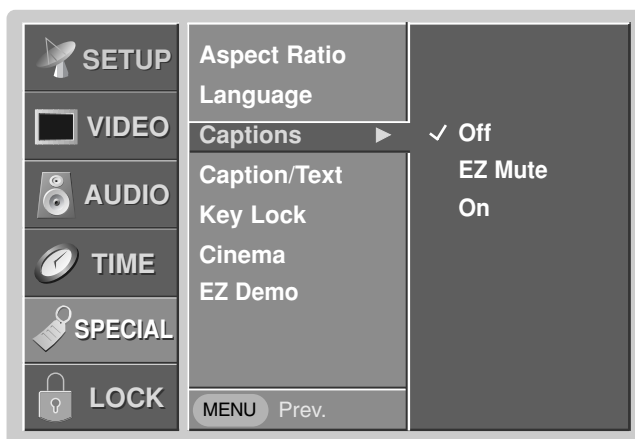 SETUP
VIDEO
AUDIO
TIME
SPECIAL
LOCK
Aspect Ratio
Language
Captions ►
Caption/Text
Key Lock
Cinema
EZ Demo
MENU Prev.
✓ Off
EZ Mute
On